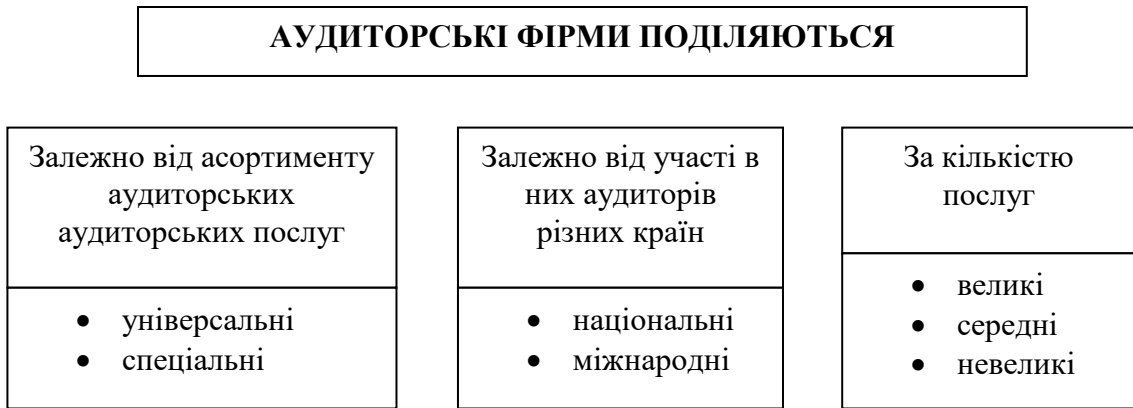 АУДИТОРСЬКІ ФІРМИ ПОДІЛЯЮТЬСЯ
Залежно від асортименту
аудиторських
аудиторських послуг
• універсальні
• спеціальні
Залежно від участі в
них аудиторів
різних країн
• національні
• міжнародні
За кількістю
послуг
• великі
• середні
• невеликі